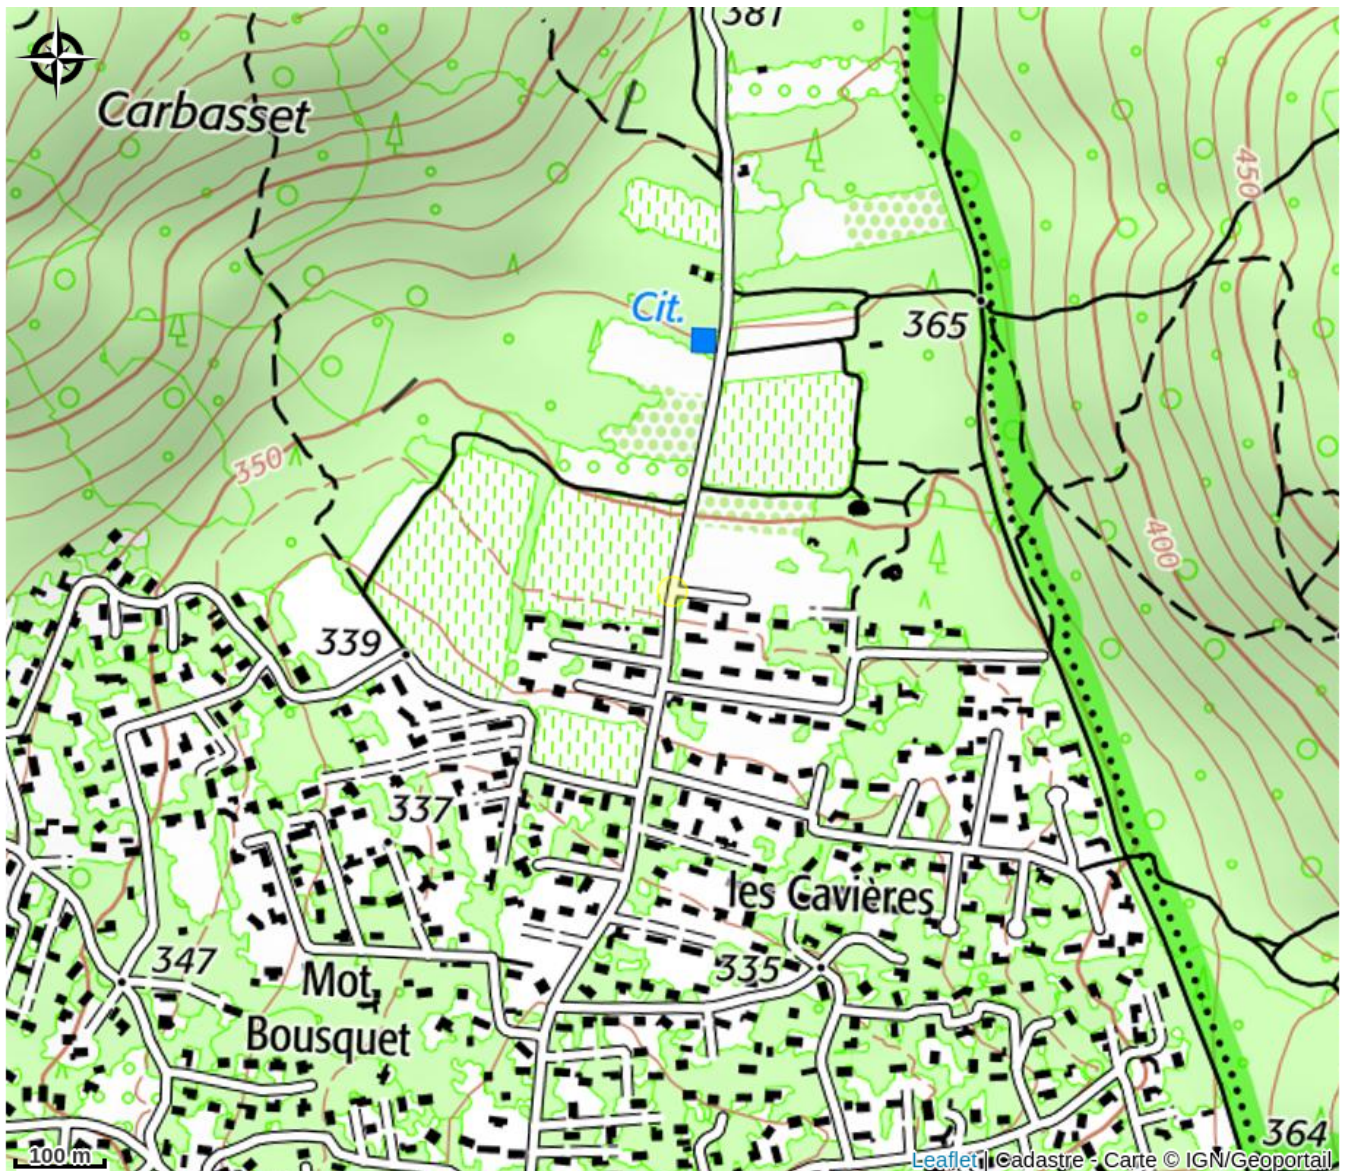 381
Carbasset
450
Cit.
365
350
400
339
337
les Cavières
347
335
Mot.
Bousquet
364
100 m
Leaflet | Cadastre - Carte © IGN/Geoportail